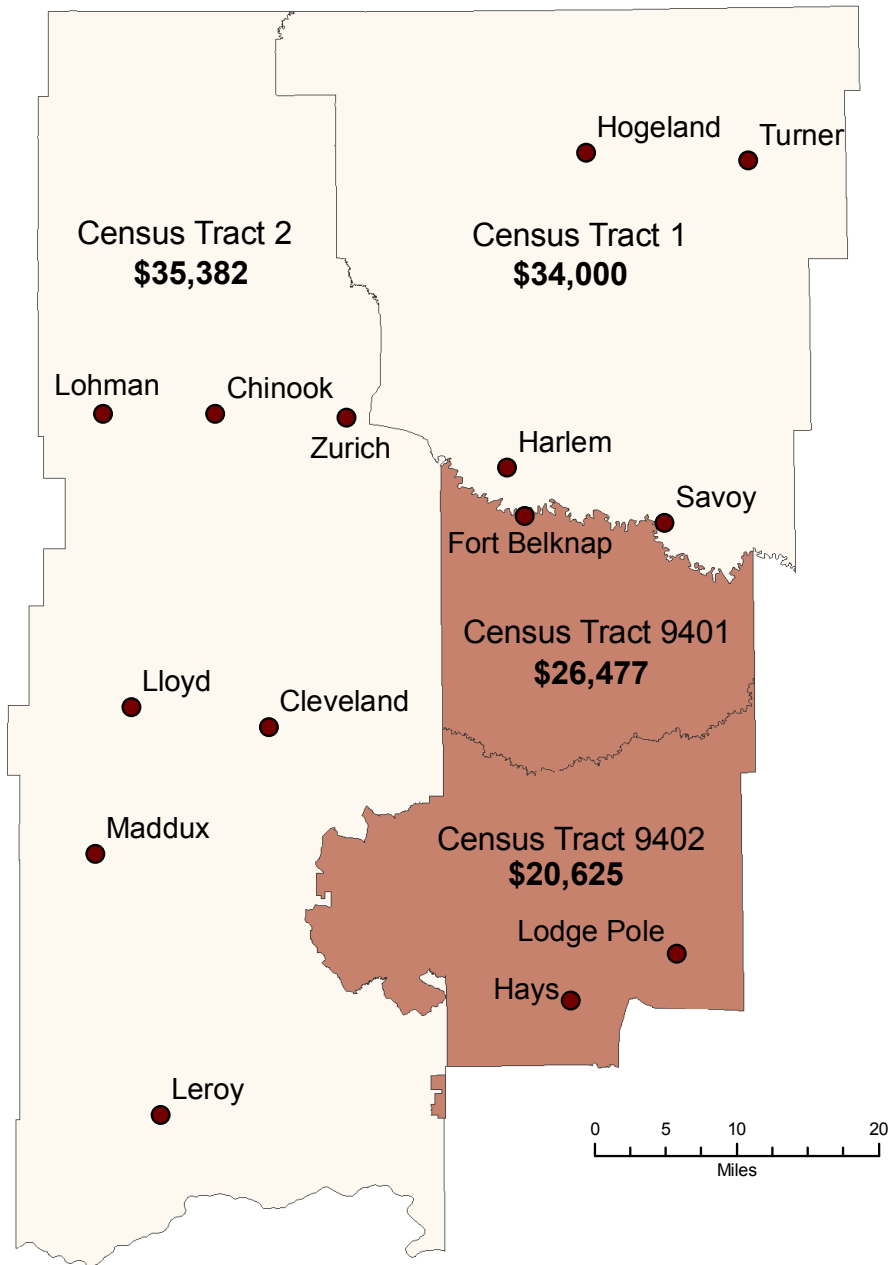 Hogeland
Turner
Census Tract 2
$35,382
Census Tract 1
$34,000
Lohman
Chinook
Zurich
Harlem
Savoy
Fort Belknap
Census Tract 9401
$26,477
Lloyd
Cleveland
Maddux
Census Tract 9402
$20,625
Lodge Pole
Hays
Leroy
0 5 10 20
Miles